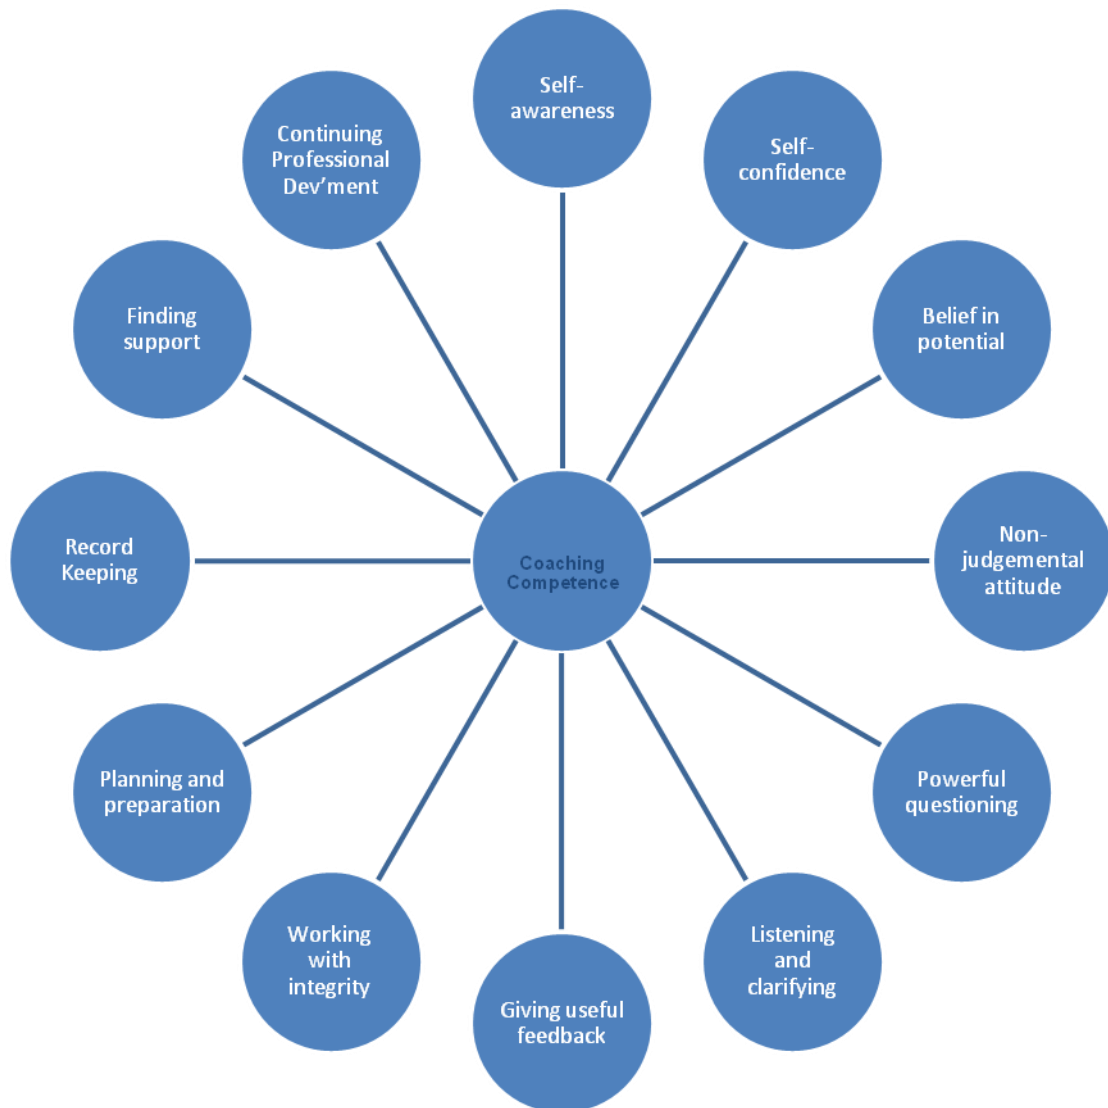 Self-
awareness
Self-
confidence
Belief in
potential
Non-
judgemental
attitude
Powerful
questioning
Listening
and
clarifying
Giving useful
feedback
Working
with
integrity
Planning and
preparation
Record
Keeping
Finding
support
Continuing
Professional
Dev’ment
Coaching
Competence